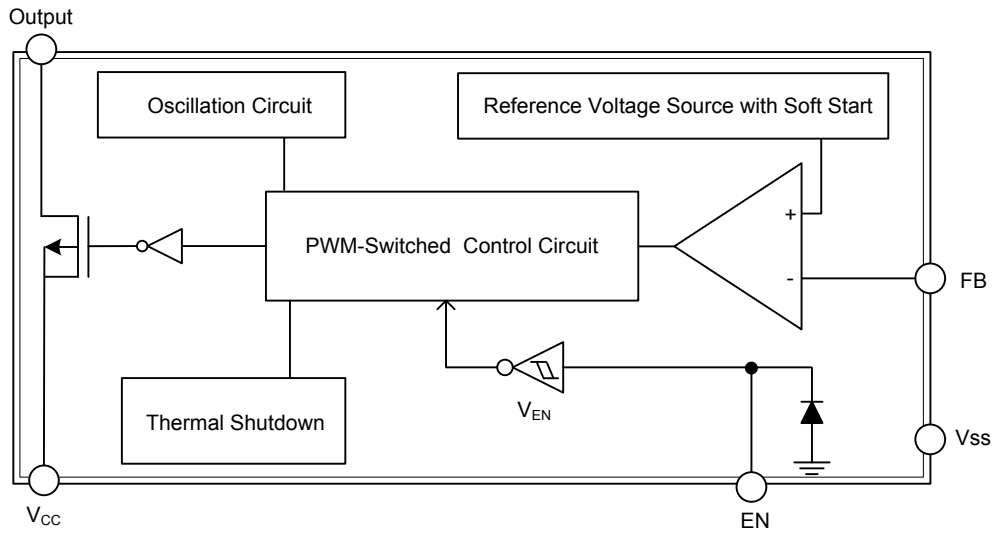 Output
Oscillation Circuit
Reference Voltage Source with Soft Start
+
PWM-Switched Control Circuit
-
FB
VEN
Thermal Shutdown
Vss
VCC
EN